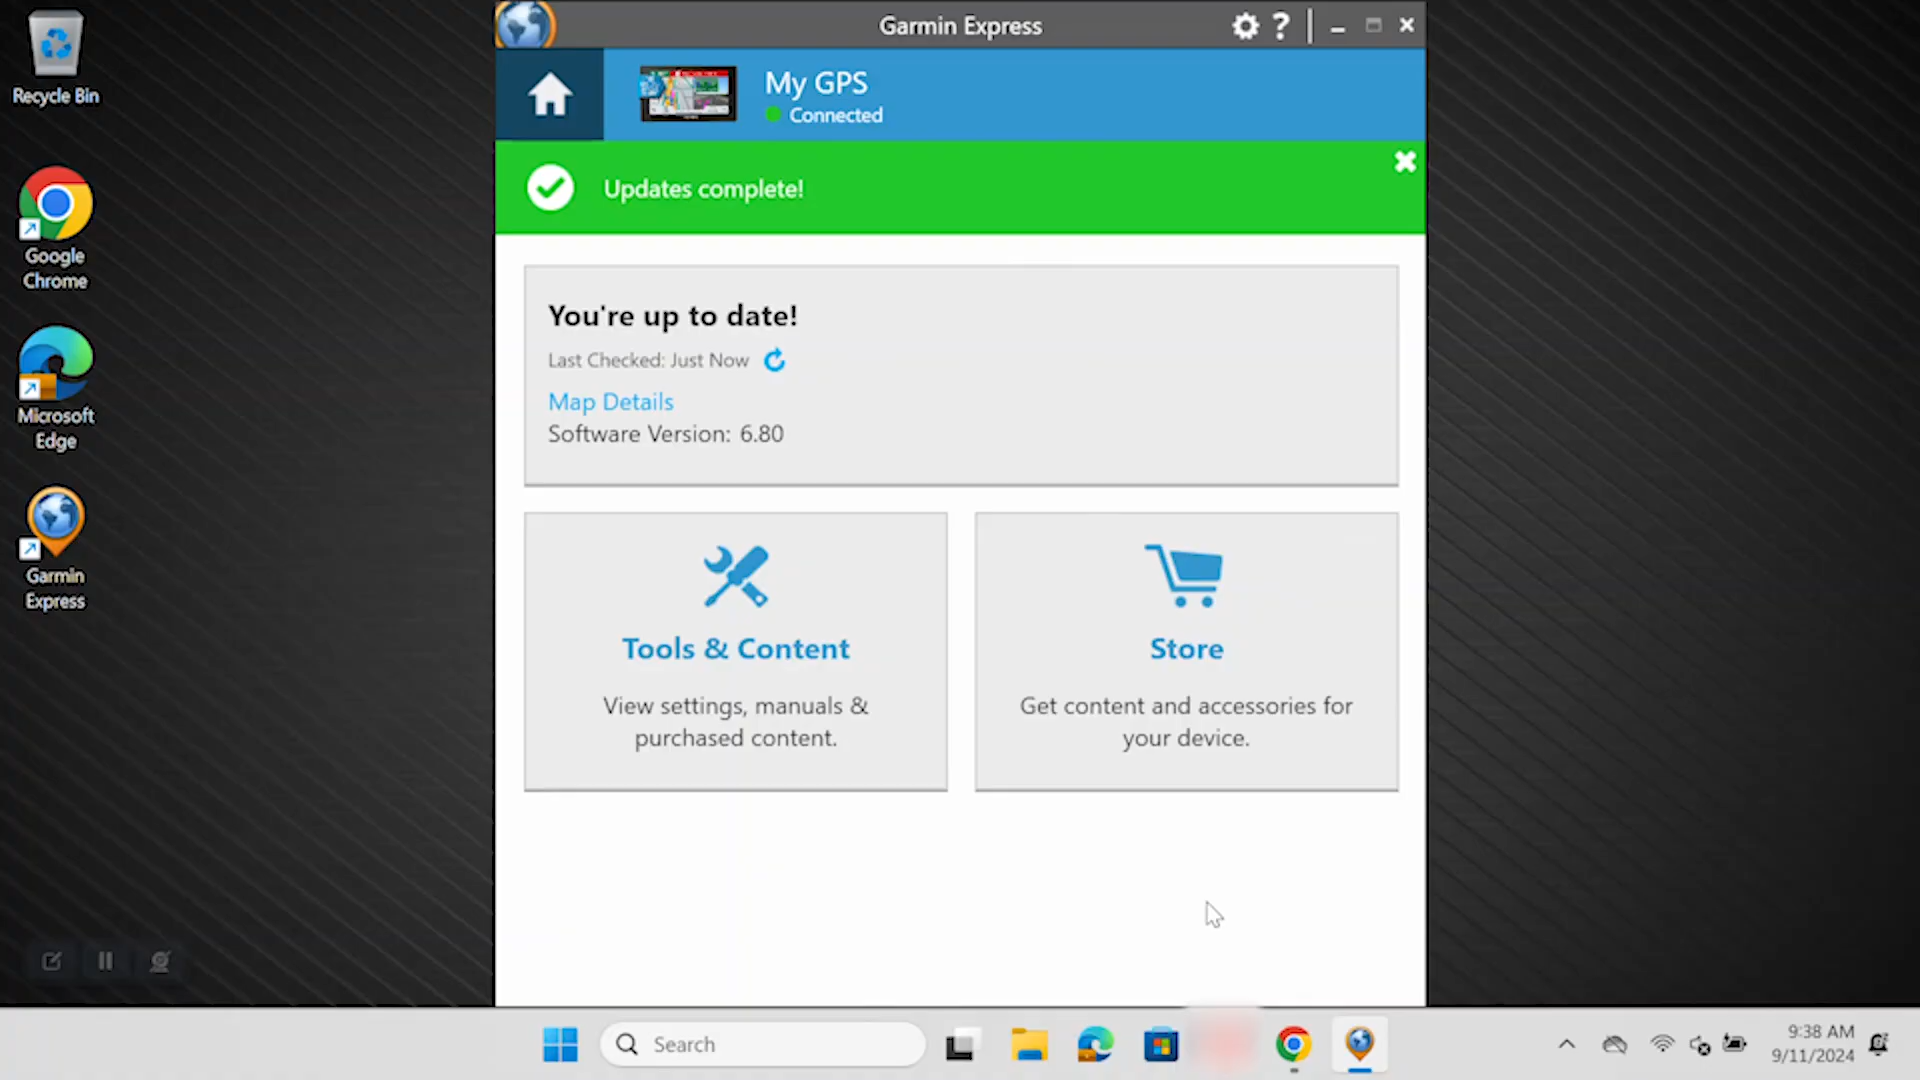 Recycle Bin
Google
Chrome
Microsoft
Edge
Garmin
Express
Garmin Express
?
My GPS
Connected
Updates complete!
You're up to date!
Last Checked: Just Now
Map Details
Software Version: 6.80
Tools & Content
View settings, manuals &
purchased content.
Store
Get content and accessories for
your device.
Search
9:38 AM
9/11/2024